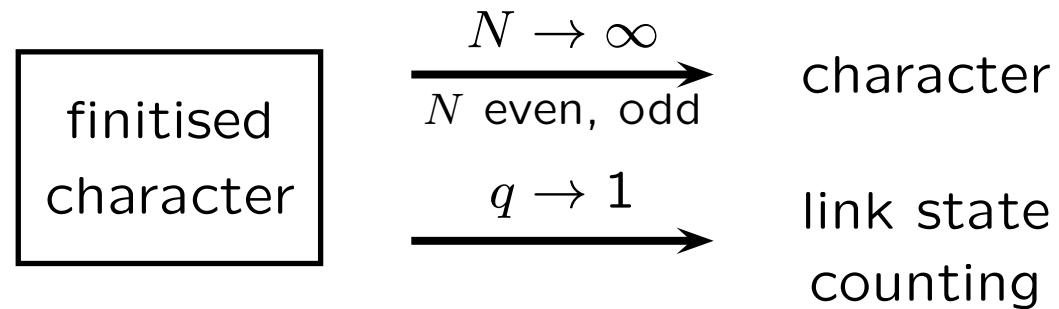 finitised
character
N → ∞
N even, odd
q → 1
character
link state
counting